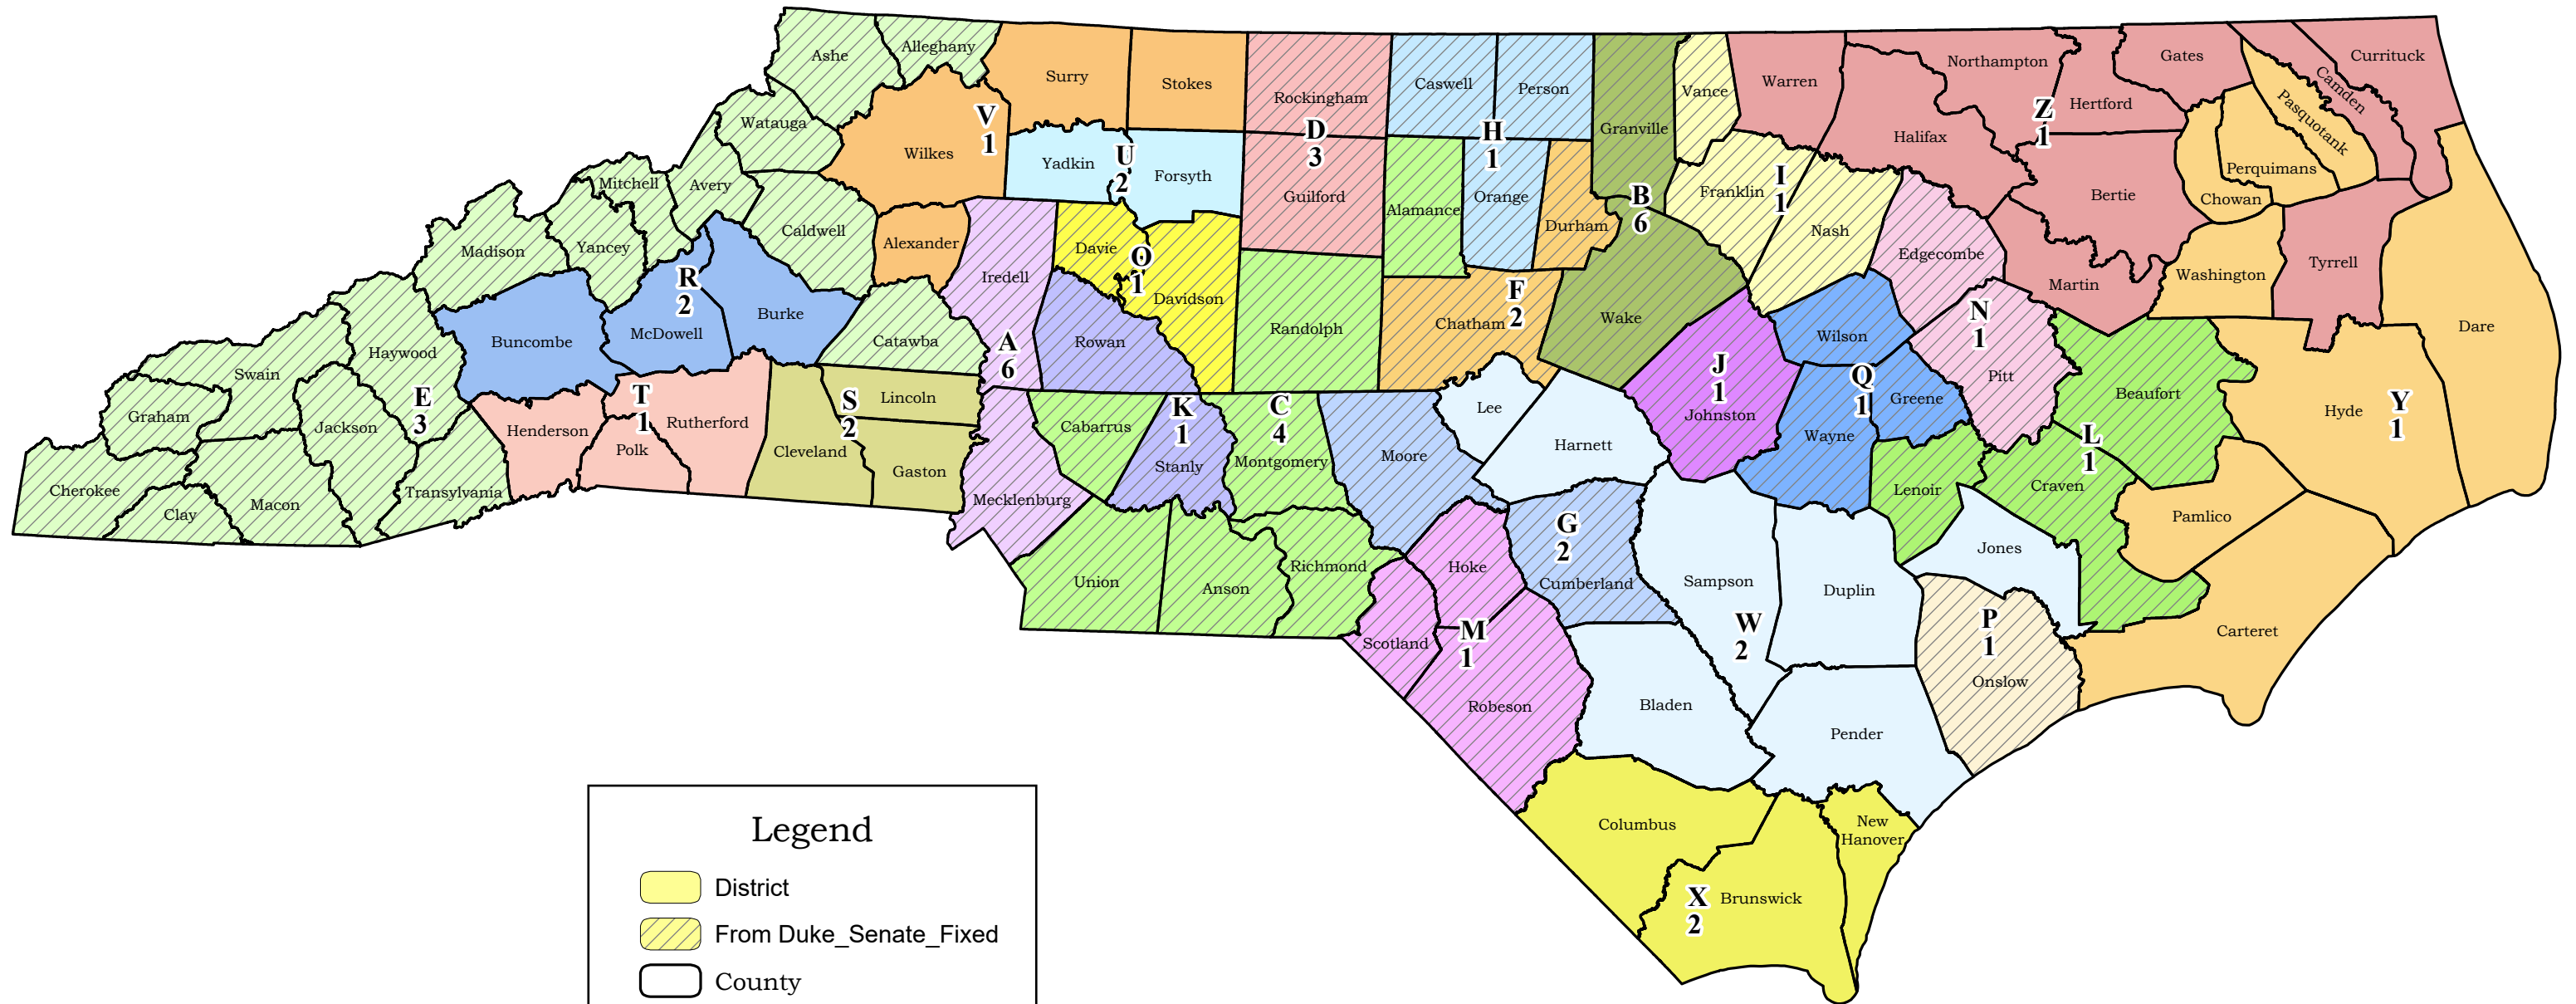 Ashe
Alleghany
Surry
Stokes
Rockingham
Caswell
Person
Granville
Vance
Warren
Northampton
Gates
Currituck
Camden
Pasquotank
Hertford
Halifax
Z
1
V
1
Watauga
Wilkes
Yadkin
U
2
Forsyth
D
3
Guilford
H
1
Alamance
Orange
Durham
B
6
Franklin
I
1
Nash
Edgecombe
Bertie
Perquimans
Chowan
Mitchell
Avery
Madison
Yancey
Caldwell
Alexander
Iredell
Davie
O
1
Davidson
Randolph
Chatham
F
2
Wake
Wilson
Martin
Washington
Tyrrell
Dare
R
2
Buncombe
McDowell
Burke
Catawba
A
6
Rowan
J
1
Johnston
N
1
Pitt
Beaufort
Hyde
Y
1
Haywood
Swain
Graham
E
3
Jackson
Henderson
T
1
Polk
Rutherford
Cleveland
S
2
Lincoln
Gaston
Cabarrus
K
1
Stanly
C
4
Montgomery
Moore
Lee
Harnett
Q
1
Greene
Wayne
Lenoir
L
1
Craven
Pamlico
Cherokee
Clay
Macon
Transylvania
Mecklenburg
Union
Anson
Richmond
Hoke
G
2
Cumberland
Sampson
Duplin
Jones
Carteret
Scotland
M
1
Robeson
Bladen
W
2
P
1
Onslow
Pender
Columbus
New
Hanover
X
2
Brunswick
Legend
District
From Duke_Senate_Fixed
County